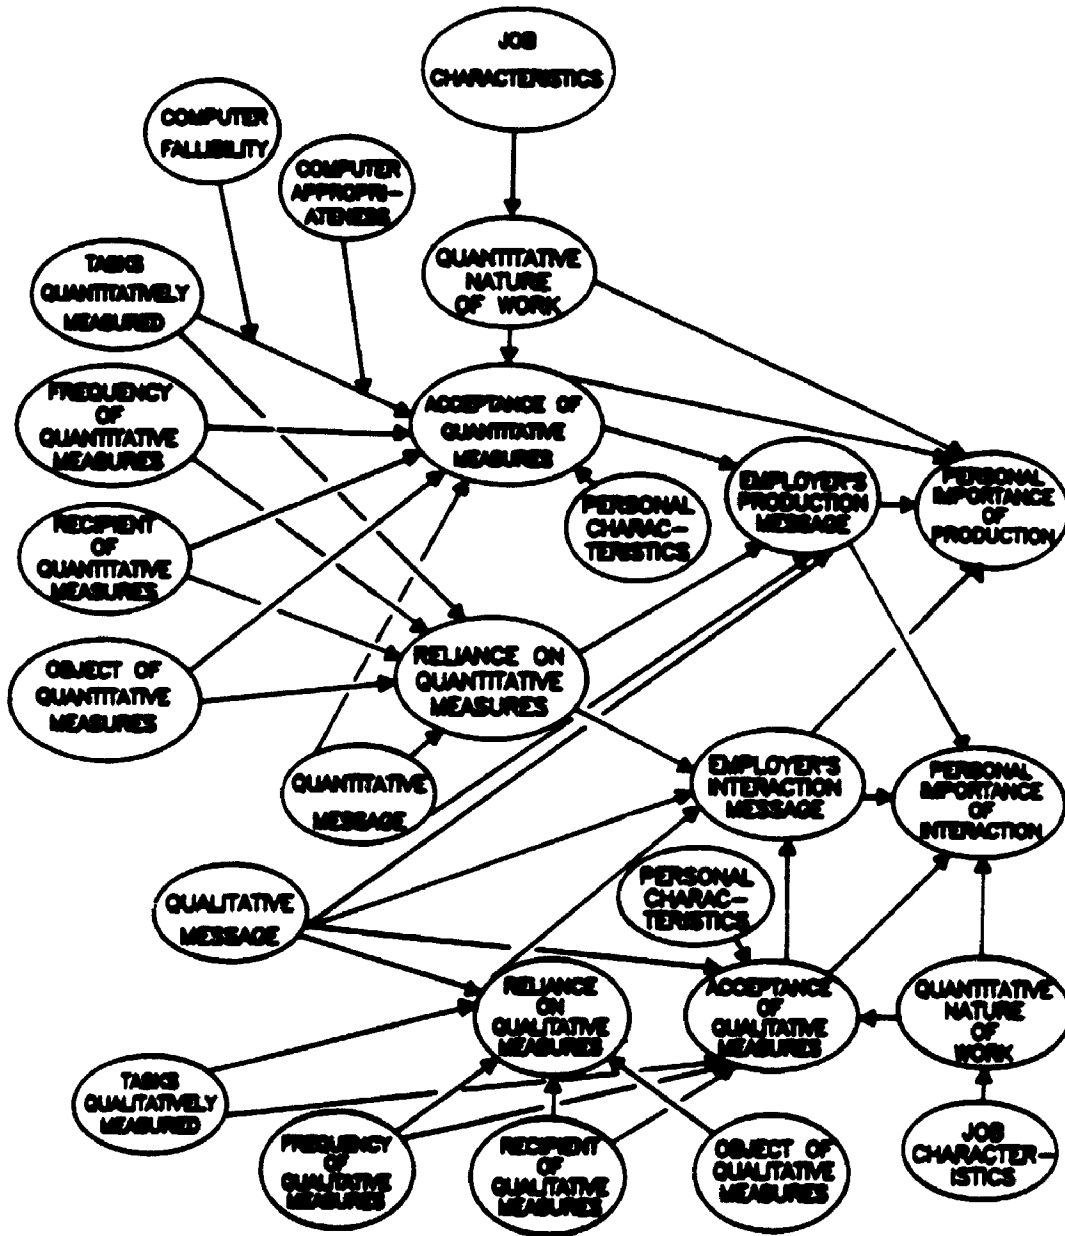 JOB
CHARACTERISTICS
COMPUTER
FALLIBILITY
COMPUTER
APPROPRI-
ATENESS
QUANTITATIVE
NATURE
OF WORK
TASKS
QUANTITATIVELY
MEASURED
FREQUENCY
OF
QUANTITATIVE
MEASURES
ACCEPTANCE OF
QUANTITATIVE
MEASURES
PERSONAL
CHARAC-
TERISTICS
EMPLOYER'S
PRODUCTION
MESSAGE
PERSONAL
IMPORTANCE
OF
PRODUCTION
RECIPIENT
OF
QUANTITATIVE
MEASURES
OBJECT OF
QUANTITATIVE
MEASURES
RELIANCE ON
QUANTITATIVE
MEASURES
QUANTITATIVE
MESSAGE
EMPLOYER'S
INTERACTION
MESSAGE
PERSONAL
IMPORTANCE
OF
INTERACTION
QUALITATIVE
MESSAGE
PERSONAL
CHARAC-
TERISTICS
RELIANCE
ON
QUALITATIVE
MEASURES
ACCEPTANCE
OF
QUALITATIVE
MEASURES
QUANTITATIVE
NATURE
OF
WORK
TASKS
QUALITATIVELY
MEASURED
FREQUENCY
OF
QUALITATIVE
MEASURES
RECIPIENT
OF
QUALITATIVE
MEASURES
OBJECT OF
QUALITATIVE
MEASURES
JOB
CHARACTER-
ISTICS